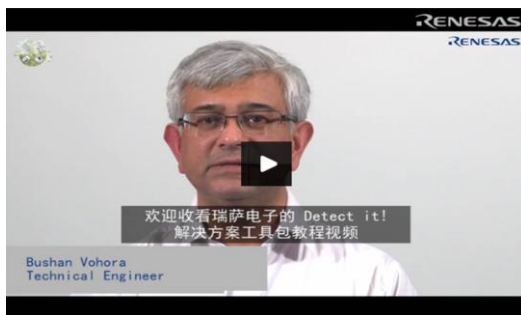 RENESAS
RENESAS
欢迎收看瑞萨电子的 Detect it!
解决方案工具包教程视频
Bushan Vohora
Technical Engineer